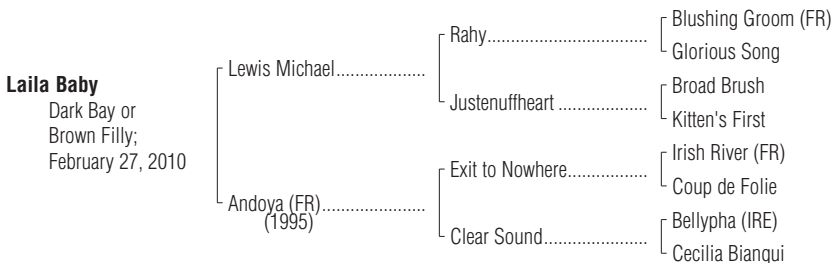 Laila Baby
Dark Bay or
Brown Filly;
February 27, 2010
Lewis Michael...................
Andoya (FR)......................
(1995)
Rahy..................................
Justenuffheart ...................
Exit to Nowhere.................
Clear Sound......................
Blushing Groom (FR)
Glorious Song
Broad Brush
Kitten's First
Irish River (FR)
Coup de Folie
Bellypha (IRE)
Cecilia Bianqui